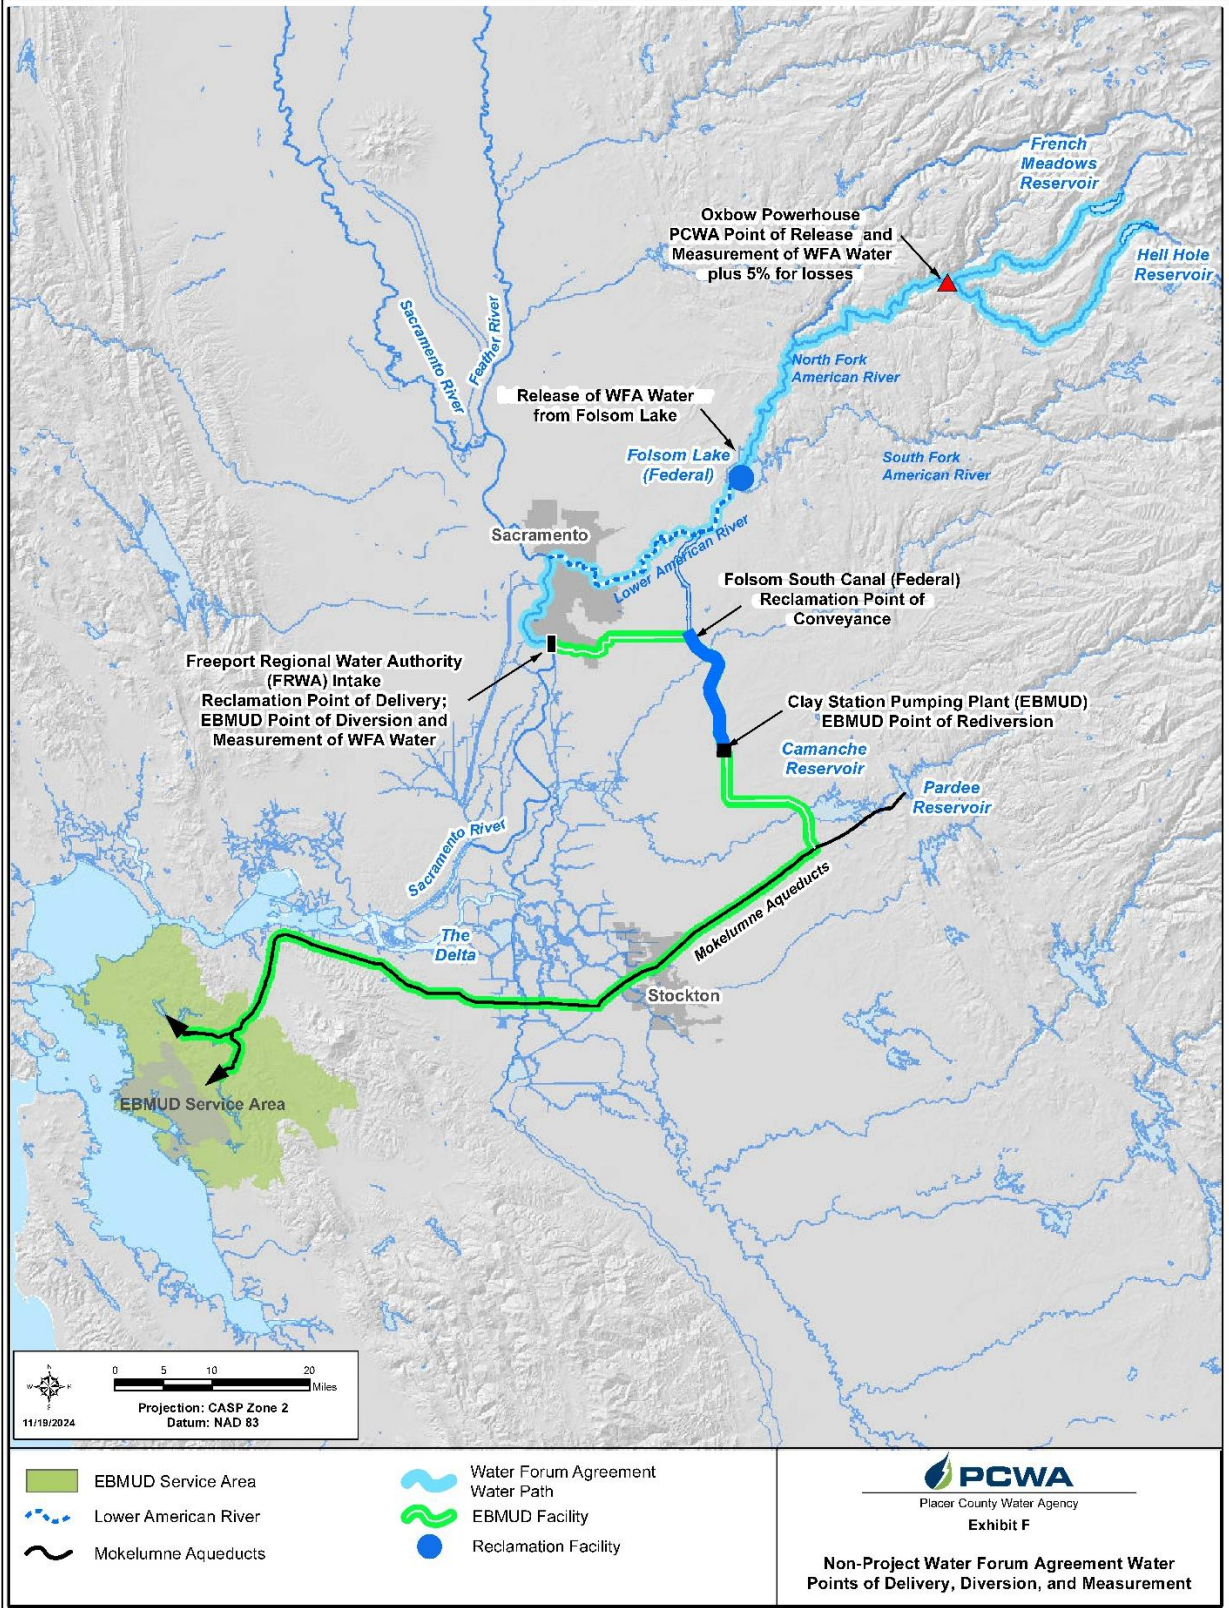 French
Meadows
Reservoir
Oxbow Powerhouse
PCWA Point of Release and
Measurement of WFA Water
plus 5% for losses
Hell Hole
Reservoir
Sacramento River
Feather River
North Fork
American River
Release of WFA Water
from Folsom Lake
Folsom Lake
(Federal)
South Fork
American River
Sacramento
Lower American River
Folsom South Canal (Federal)
Reclamation Point of
Conveyance
Freeport Regional Water Authority
(FRWA) Intake
Reclamation Point of Delivery;
EBMUD Point of Diversion and
Measurement of WFA Water
Clay Station Pumping Plant (EBMUD)
EBMUD Point of Rediversion
Camanche
Reservoir
Pardee
Reservoir
Sacramento River
Mokelumne Aqueducts
The
Delta
Stockton
EBMUD Service Area
N
W E
S
11/19/2024
0 5 10 20
Miles
Projection: CASP Zone 2
Datum: NAD 83
EBMUD Service Area
Lower American River
Mokelumne Aqueducts
Water Forum Agreement
Water Path
EBMUD Facility
Reclamation Facility
PCWA
Placer County Water Agency
Exhibit F
Non-Project Water Forum Agreement Water
Points of Delivery, Diversion, and Measurement